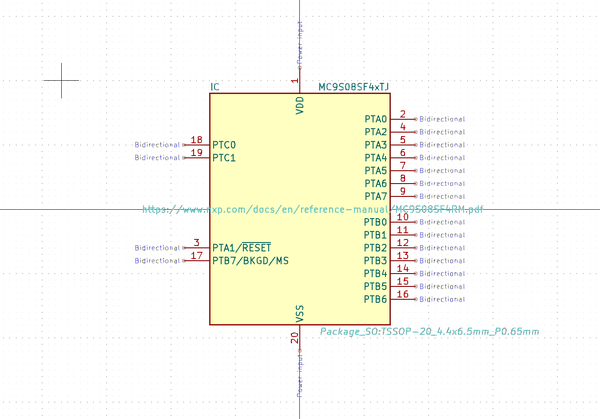 Power input
1
IC MC9S08SF4xTJ
VDD
PTA0 2 Bidirectional
PTA2 4 Bidirectional
Bidirectional 18 PTC0 PTA3 5 Bidirectional
Bidirectional 19 PTC1 PTA4 6 Bidirectional
PTA5 7 Bidirectional
PTA6 8 Bidirectional
PTA7 9 Bidirectional
https://www.nxp.com/docs/en/reference-manual/MC9S08SF4RM.pdf
PTB0 10 Bidirectional
PTB1 11 Bidirectional
Bidirectional 3 PTA1/RESET PTB2 12 Bidirectional
Bidirectional 17 PTB7/BKGD/MS PTB3 13 Bidirectional
PTB4 14 Bidirectional
PTB5 15 Bidirectional
PTB6 16 Bidirectional
VSS
Package_SO:TSSOP-20_4.4x6.5mm_P0.65mm
20
Power input